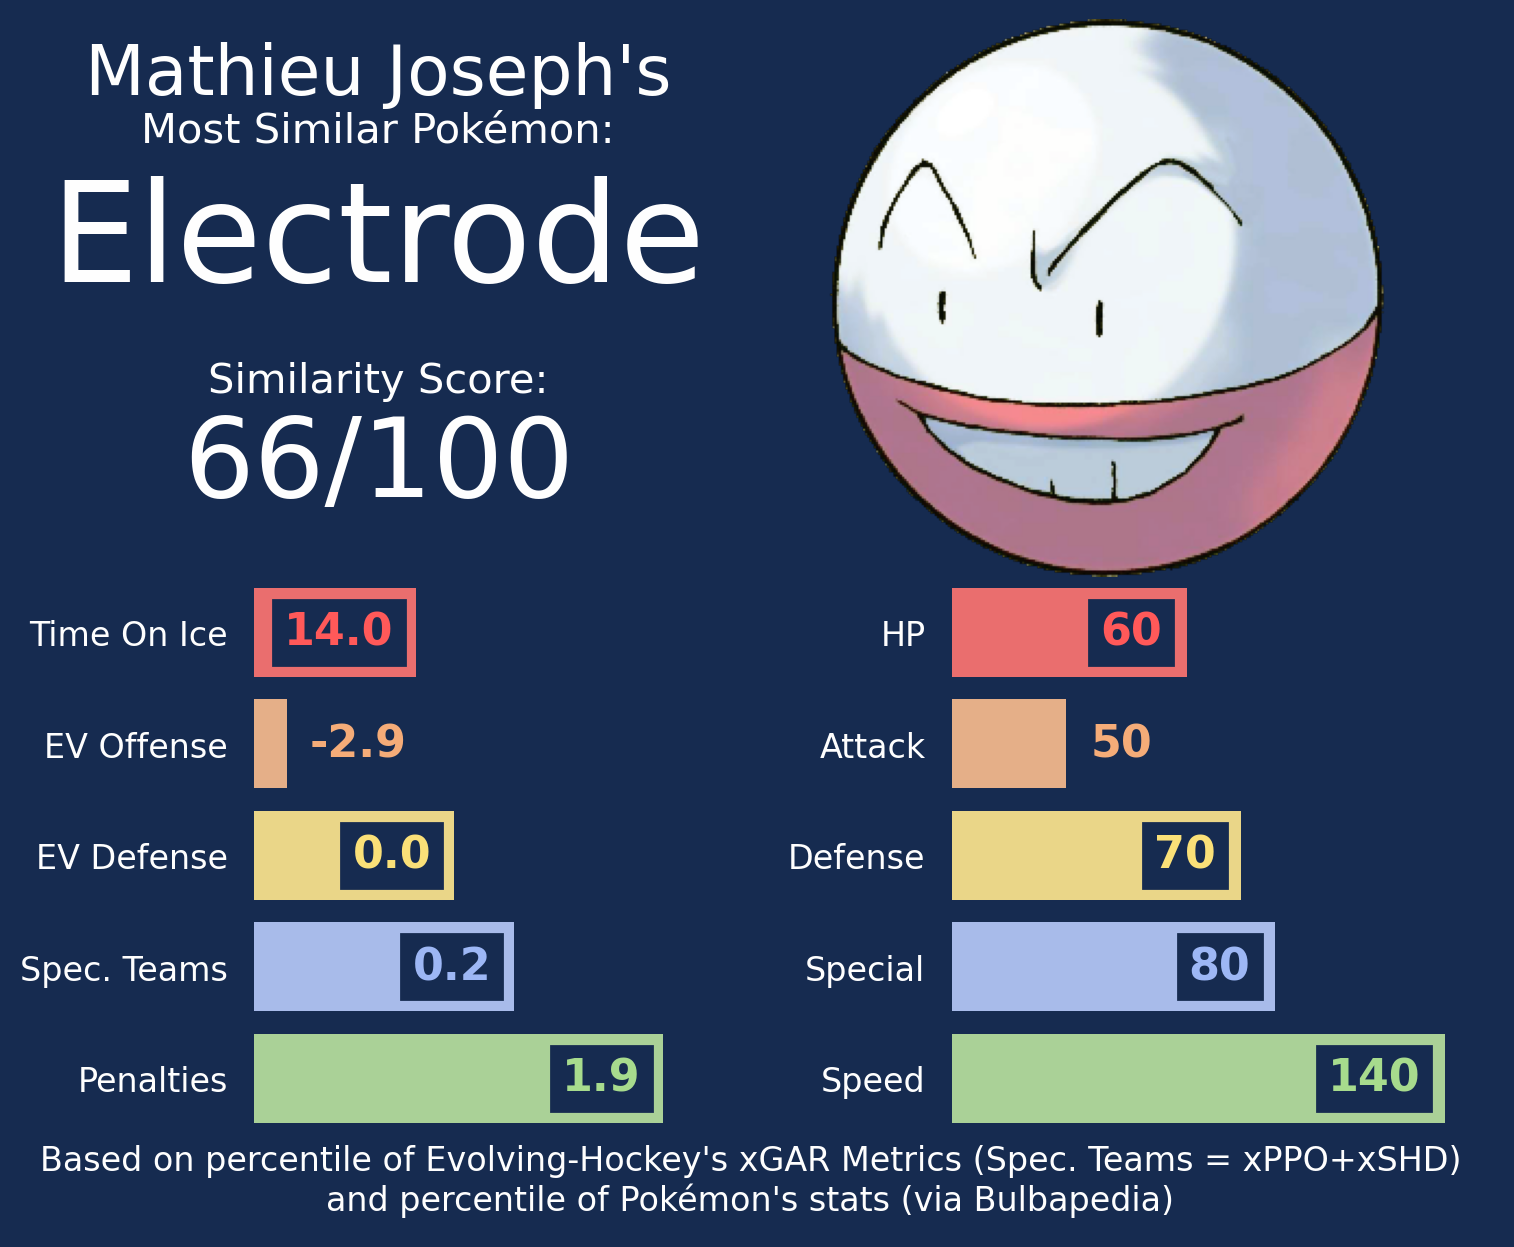 Mathieu Joseph's
Most Similar Pokémon:
Electrode
Similarity Score:
66/100
Time On Ice 14.0
EV Offense -2.9
EV Defense 0.0
Spec. Teams 0.2
Penalties 1.9
HP 60
Attack 50
Defense 70
Special 80
Speed 140
Based on percentile of Evolving-Hockey's xGAR Metrics (Spec. Teams = xPPO+xSHD)
and percentile of Pokémon's stats (via Bulbapedia)